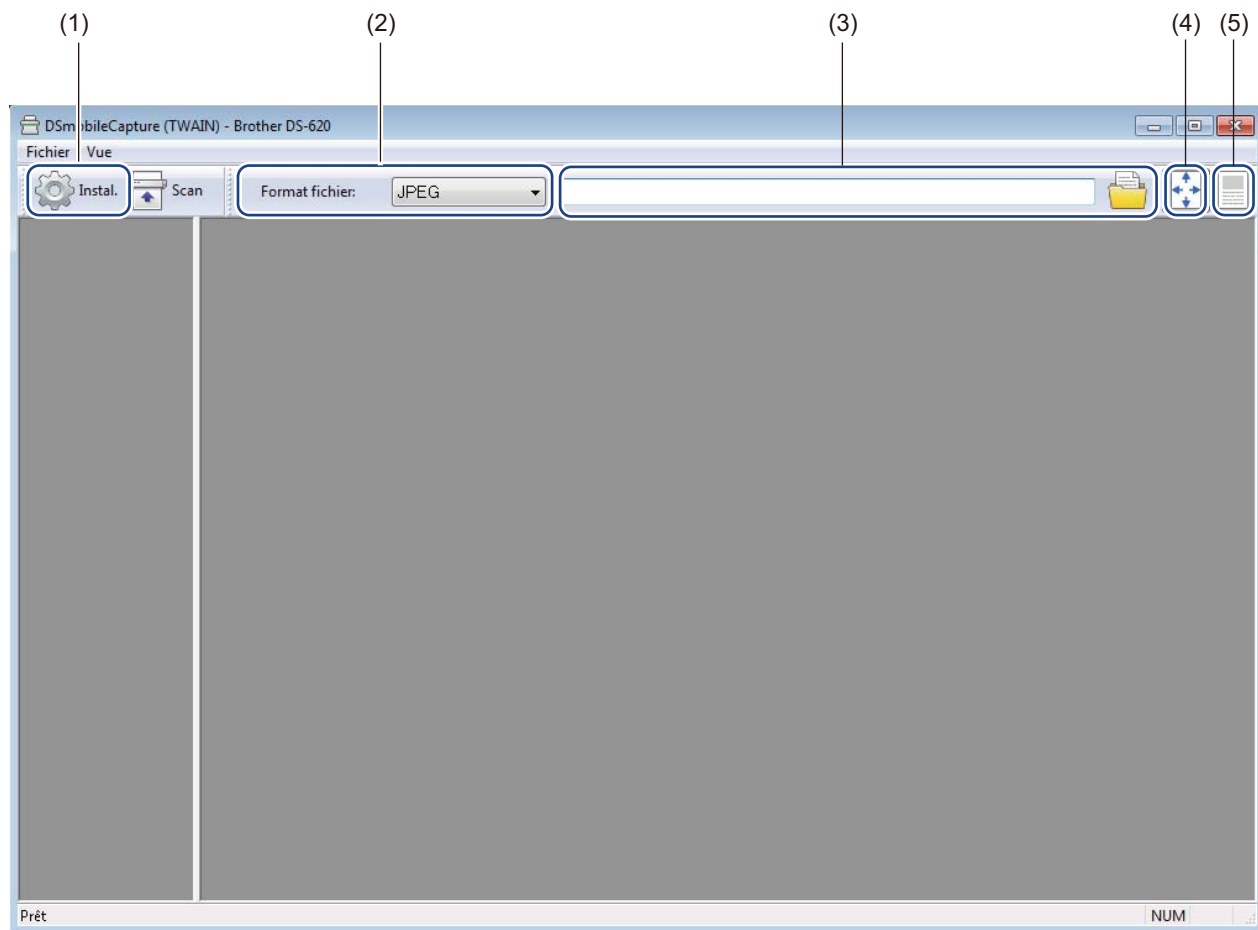 (1) (2) (3) (4) (5)
DSmobileCapture (TWAIN) - Brother DS-620
Fichier Vue
Instal. Scan Format fichier: JPEG
Prêt NUM